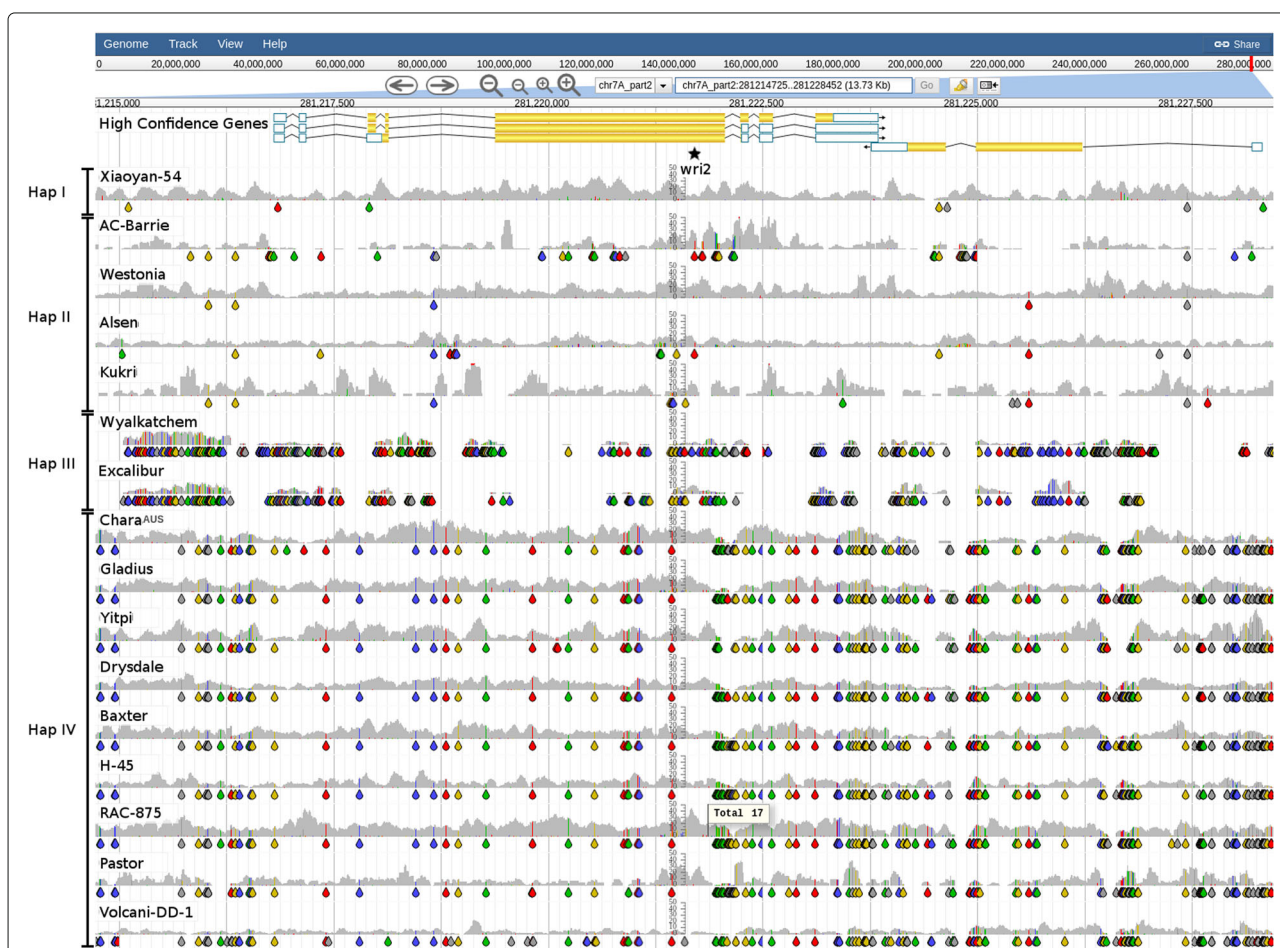 Genome Track View Help Share
0 20,000,000 40,000,000 60,000,000 80,000,000 100,000,000 120,000,000 140,000,000 160,000,000 180,000,000 200,000,000 220,000,000 240,000,000 260,000,000 280,000,000
chr7A_part2 chr7A_part2:281214725..281228452 (13.73 Kb) Go
281,217,500 281,220,000 281,222,500 281,225,000 281,227,500
High Confidence Genes
wri2
Hap I
Xiaoyan-54
Hap II
AC-Barrie
Westonia
Alsen
Kukri
Hap III
Wyalkatchem
Excalibur
Hap IV
Chara AUS
Gladius
Yitpi
Drysdale
Baxter
H-45
RAC-875
Total 17
Pastor
Volcani-DD-1